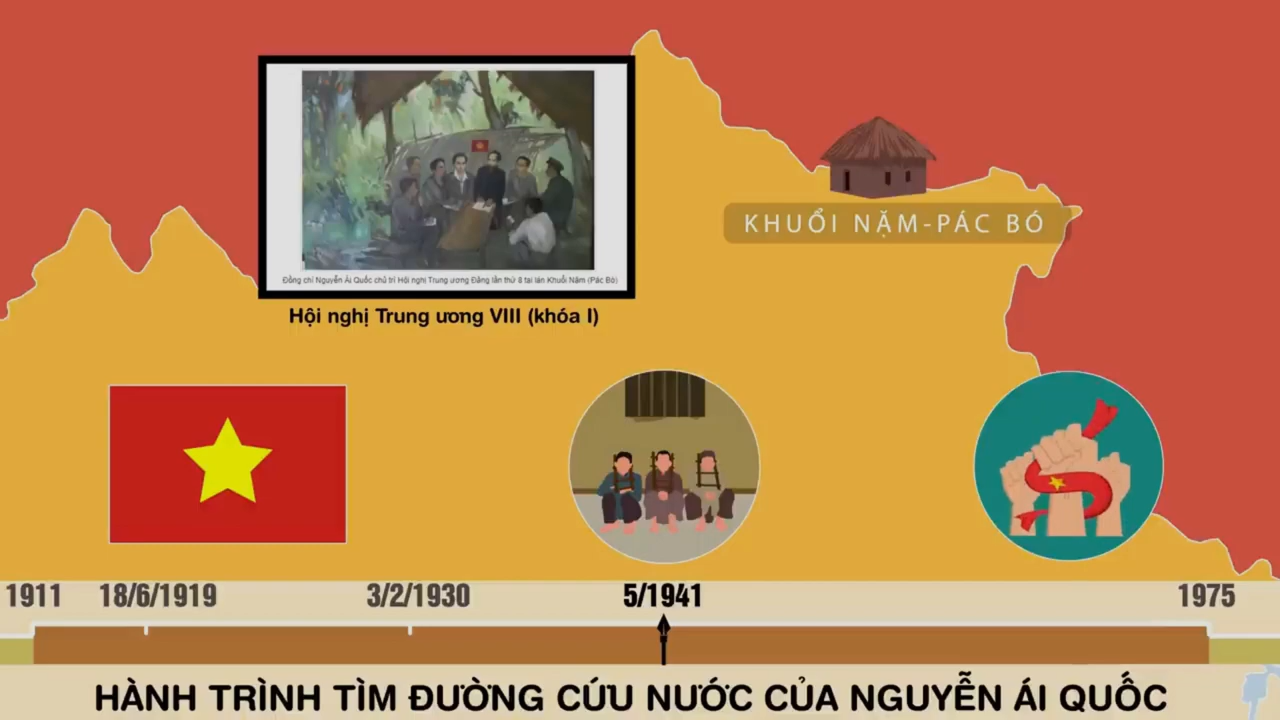 KHUỔI NẶM-PÁC BÓ
Đồng chí Nguyễn Ái Quốc chủ trì Hội nghị Trung ương Đảng lần thứ 8 tại lán Khuổi Nặm (Pác Bó)
Hội nghị Trung ương VIII (khóa I)
1911 18/6/1919 3/2/1930 5/1941 1975
HÀNH TRÌNH TÌM ĐƯỜNG CỨU NƯỚC CỦA NGUYỄN ÁI QUỐC